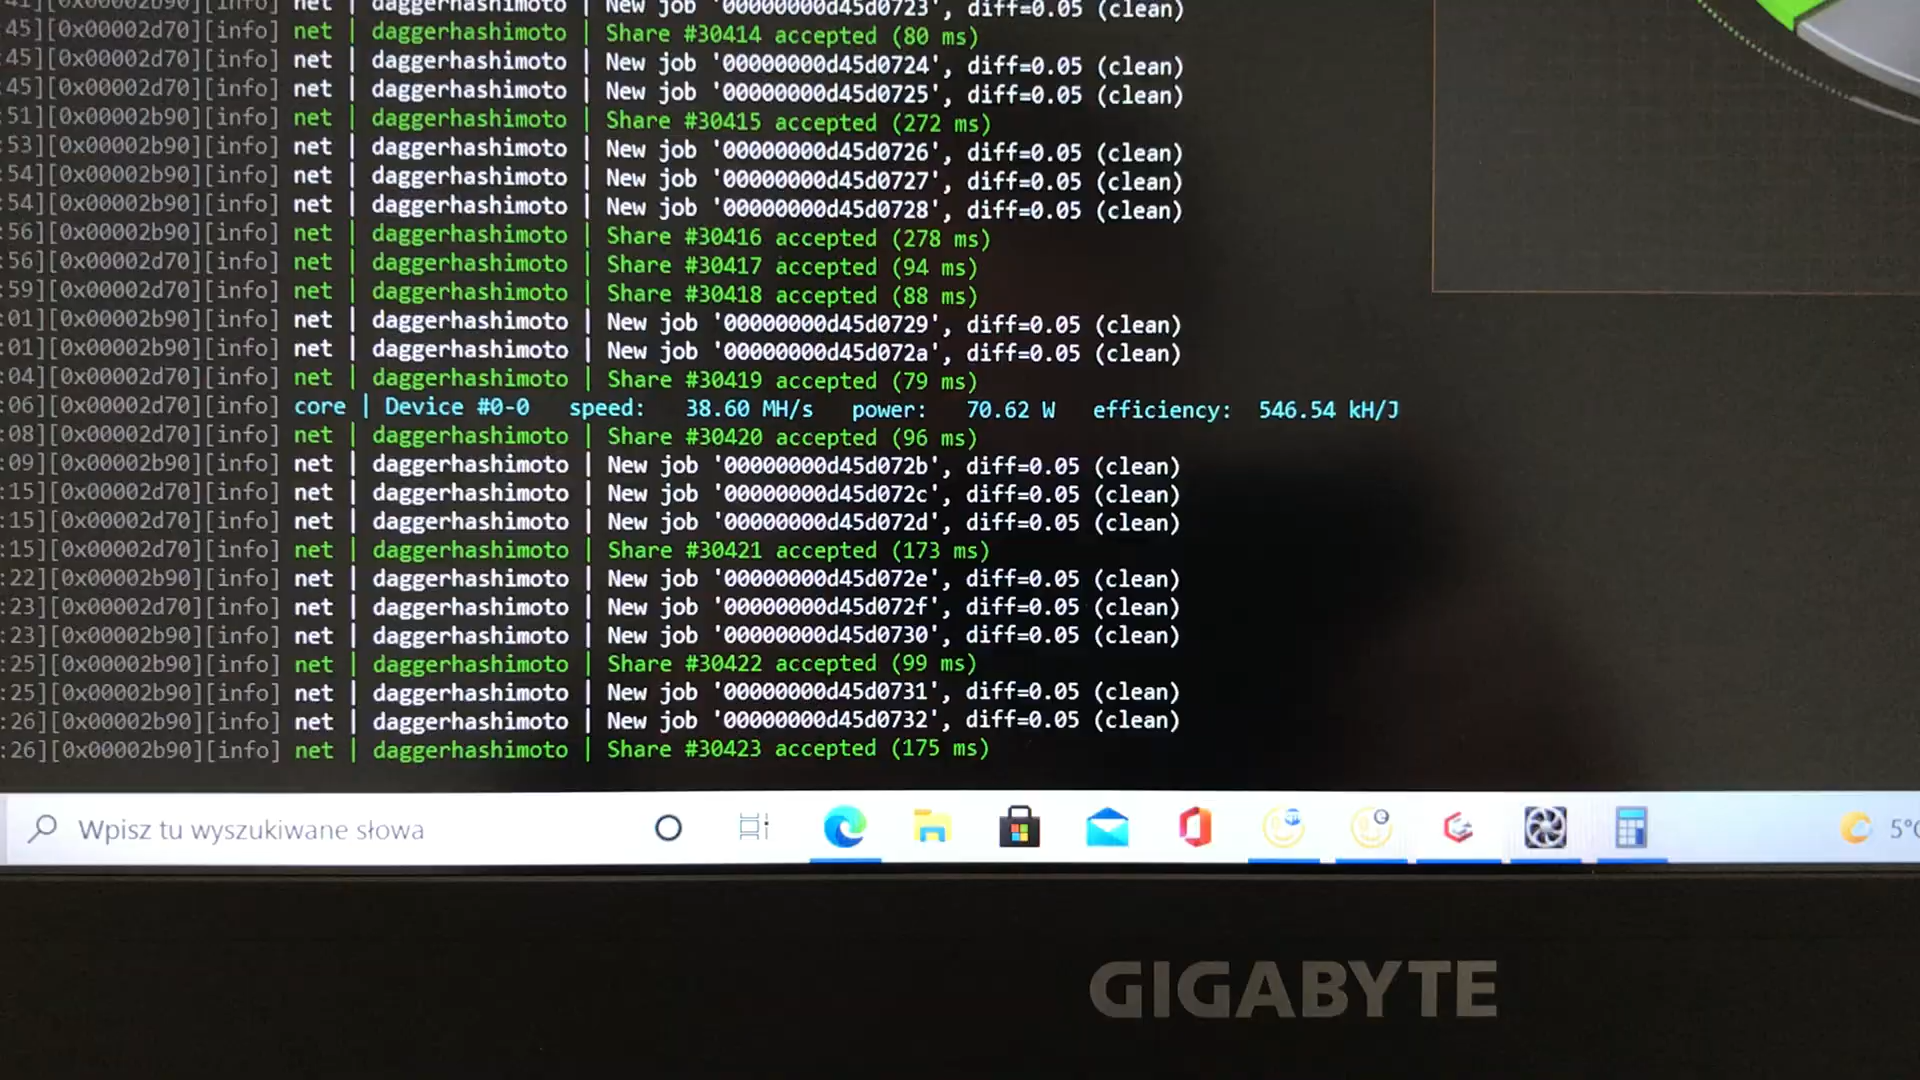 :41][0x00002b90][info] net | daggerhashimoto | New job '00000000d45d0723', diff=0.05 (clean)
:45][0x00002d70][info] net | daggerhashimoto | Share #30414 accepted (80 ms)
:45][0x00002d70][info] net | daggerhashimoto | New job '00000000d45d0724', diff=0.05 (clean)
:45][0x00002d70][info] net | daggerhashimoto | New job '00000000d45d0725', diff=0.05 (clean)
:51][0x00002b90][info] net | daggerhashimoto | Share #30415 accepted (272 ms)
:53][0x00002b90][info] net | daggerhashimoto | New job '00000000d45d0726', diff=0.05 (clean)
:54][0x00002b90][info] net | daggerhashimoto | New job '00000000d45d0727', diff=0.05 (clean)
:54][0x00002b90][info] net | daggerhashimoto | New job '00000000d45d0728', diff=0.05 (clean)
:56][0x00002b90][info] net | daggerhashimoto | Share #30416 accepted (278 ms)
:56][0x00002d70][info] net | daggerhashimoto | Share #30417 accepted (94 ms)
:59][0x00002d70][info] net | daggerhashimoto | Share #30418 accepted (88 ms)
:01][0x00002b90][info] net | daggerhashimoto | New job '00000000d45d0729', diff=0.05 (clean)
:01][0x00002b90][info] net | daggerhashimoto | New job '00000000d45d072a', diff=0.05 (clean)
:04][0x00002d70][info] net | daggerhashimoto | Share #30419 accepted (79 ms)
:06][0x00002d70][info] core | Device #0-0 speed: 38.60 MH/s power: 70.62 W efficiency: 546.54 kH/J
:08][0x00002d70][info] net | daggerhashimoto | Share #30420 accepted (96 ms)
:09][0x00002b90][info] net | daggerhashimoto | New job '00000000d45d072b', diff=0.05 (clean)
:15][0x00002d70][info] net | daggerhashimoto | New job '00000000d45d072c', diff=0.05 (clean)
:15][0x00002d70][info] net | daggerhashimoto | New job '00000000d45d072d', diff=0.05 (clean)
:15][0x00002d70][info] net | daggerhashimoto | Share #30421 accepted (173 ms)
:22][0x00002b90][info] net | daggerhashimoto | New job '00000000d45d072e', diff=0.05 (clean)
:23][0x00002d70][info] net | daggerhashimoto | New job '00000000d45d072f', diff=0.05 (clean)
:23][0x00002b90][info] net | daggerhashimoto | New job '00000000d45d0730', diff=0.05 (clean)
:25][0x00002b90][info] net | daggerhashimoto | Share #30422 accepted (99 ms)
:25][0x00002b90][info] net | daggerhashimoto | New job '00000000d45d0731', diff=0.05 (clean)
:26][0x00002b90][info] net | daggerhashimoto | New job '00000000d45d0732', diff=0.05 (clean)
:26][0x00002b90][info] net | daggerhashimoto | Share #30423 accepted (175 ms)
Wpisz tu wyszukiwane słowa
5°C
GIGABYTE